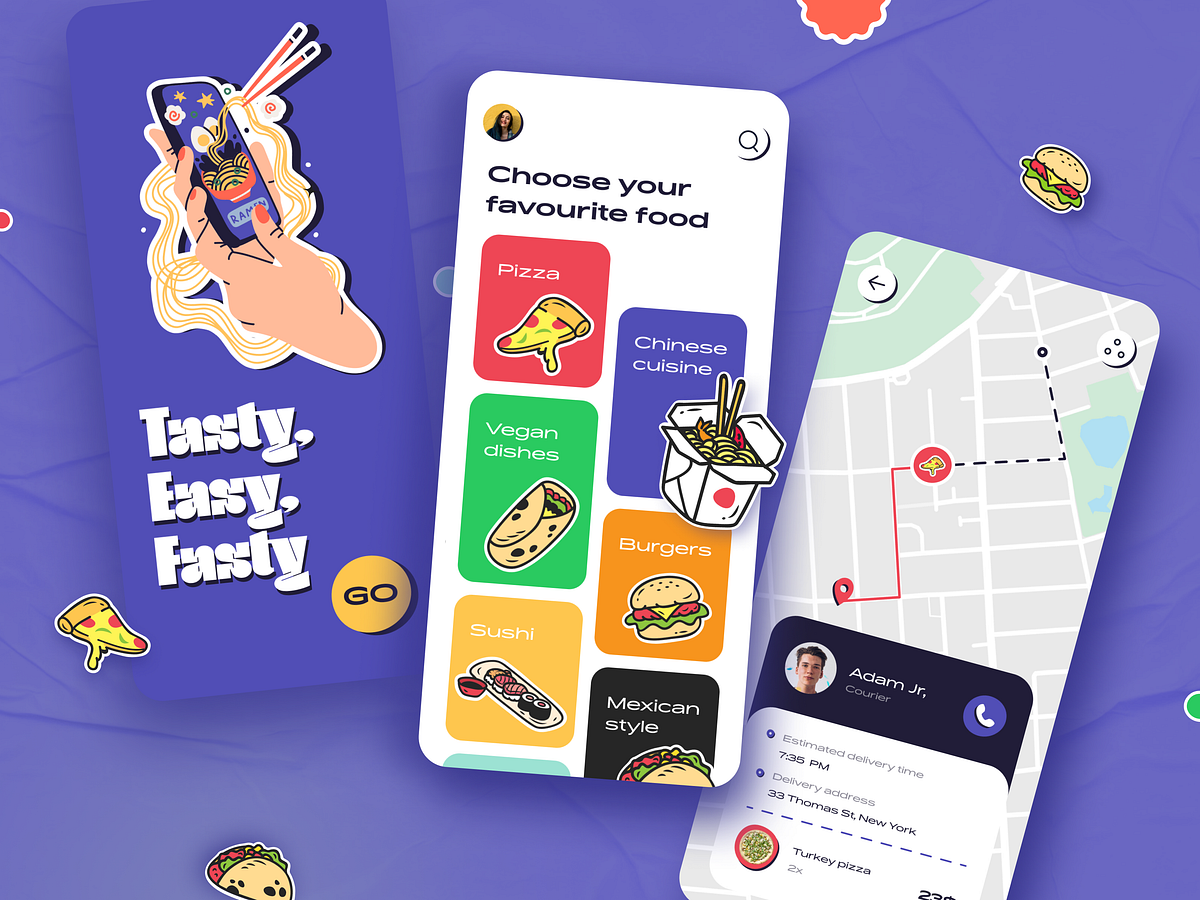 RAMEN
Tasty,
Easy,
Fasty
GO
Choose your
favourite food
Pizza
Chinese
cuisine
Vegan
dishes
Burgers
Sushi
Mexican
style
Adam Jr,
Courier
Estimated delivery time
7:35 PM
Delivery address
33 Thomas St, New York
Turkey pizza
2x
23$